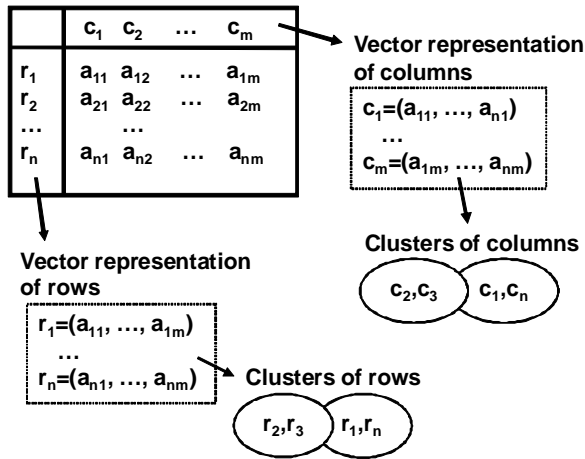 c₁ c₂ ... cₘ
r₁ a₁₁ a₁₂ ... a₁ₘ
r₂ a₂₁ a₂₂ ... a₂ₘ
... ...
rₙ aₙ₁ aₙ₂ ... aₙₘ
Vector representation
of columns
c₁=(a₁₁, ..., aₙ₁)
...
cₘ=(a₁ₘ, ..., aₙₘ)
Clusters of columns
c₂,c₃ c₁,cₙ
Vector representation
of rows
r₁=(a₁₁, ..., a₁ₘ)
...
rₙ=(aₙ₁, ..., aₙₘ)
Clusters of rows
r₂,r₃ r₁,rₙ